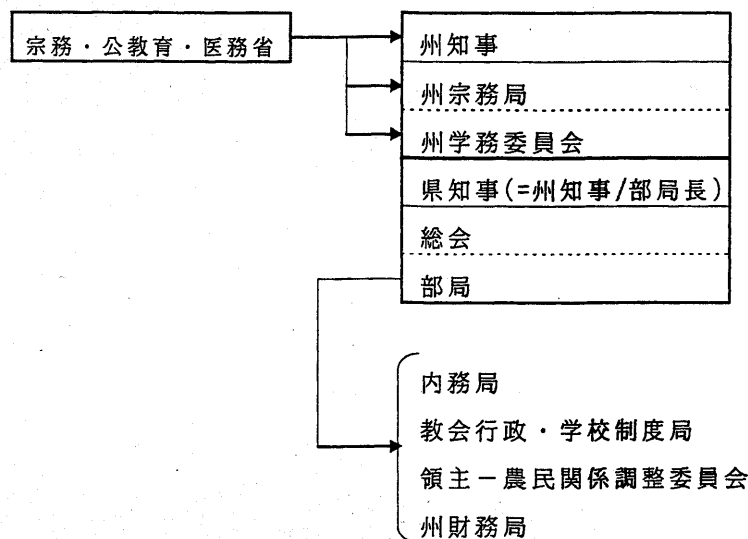 宗務・公教育・医務省
州知事
州宗務局
州学務委員会
県知事(=州知事/部局長)
総会
部局
内務局
教会行政・学校制度局
領主－農民関係調整委員会
州財務局